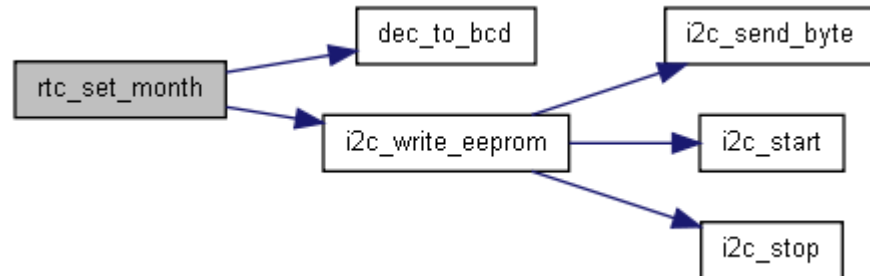 rtc_set_month
dec_to_bcd
i2c_write_eeprom
i2c_send_byte
i2c_start
i2c_stop